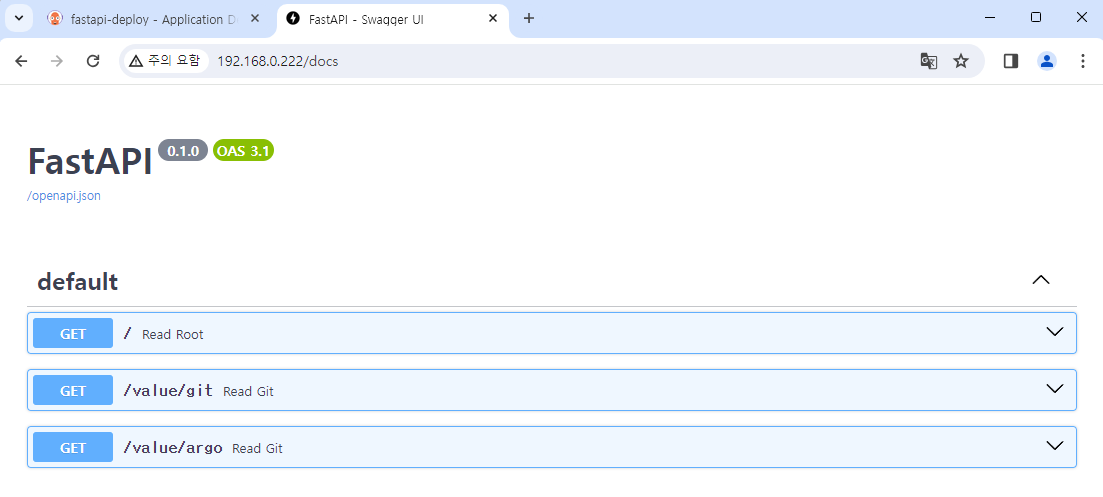 fastapi-deploy - Application D
FastAPI - Swagger UI
주의 요함
192.168.0.222/docs
FastAPI 0.1.0 OAS 3.1
/openapi.json
default
GET / Read Root
GET /value/git Read Git
GET /value/argo Read Git